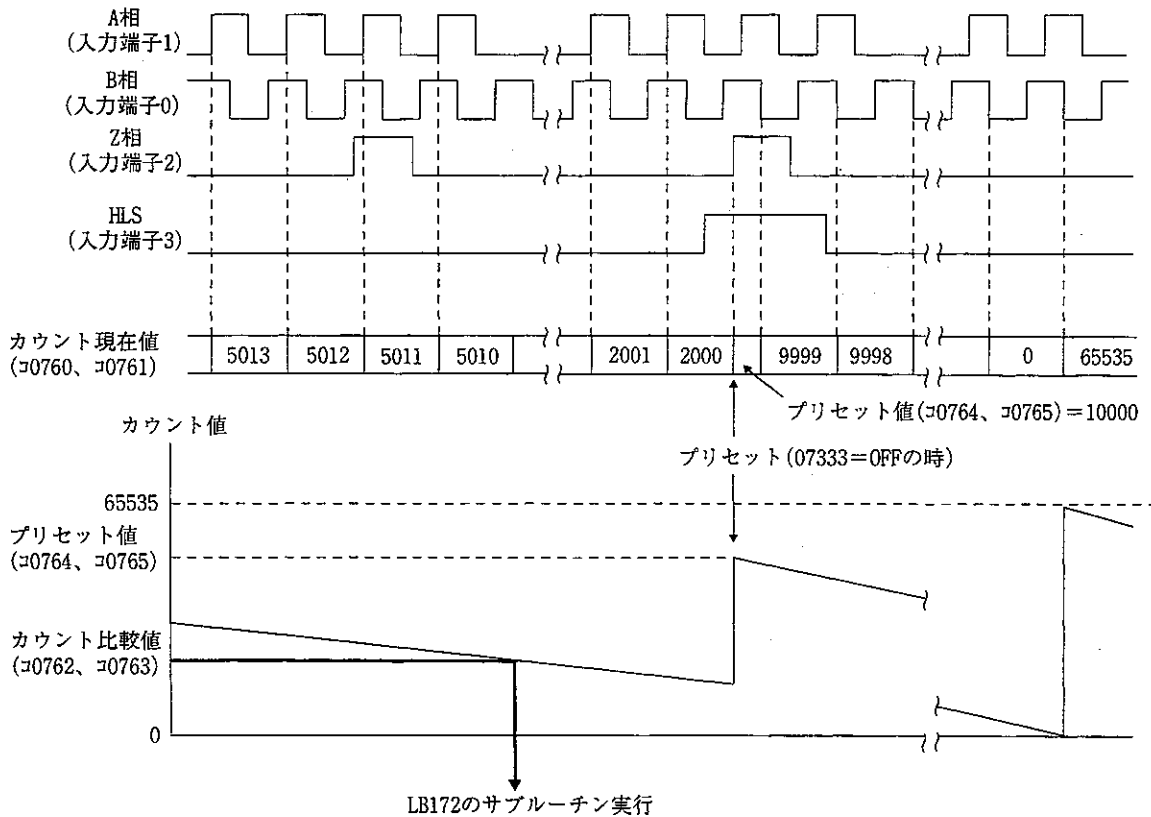 A相
(入力端子1)
B相
(入力端子0)
Z相
(入力端子2)
HLS
(入力端子3)
カウント現在値
(コ0760、コ0761)
5013 5012 5011 5010 2001 2000 9999 9998 0 65535
プリセット値(コ0764、コ0765)=10000
カウント値
プリセット(07333=OFFの時)
65535
プリセット値
(コ0764、コ0765)
カウント比較値
(コ0762、コ0763)
0
LB172のサブルーチン実行